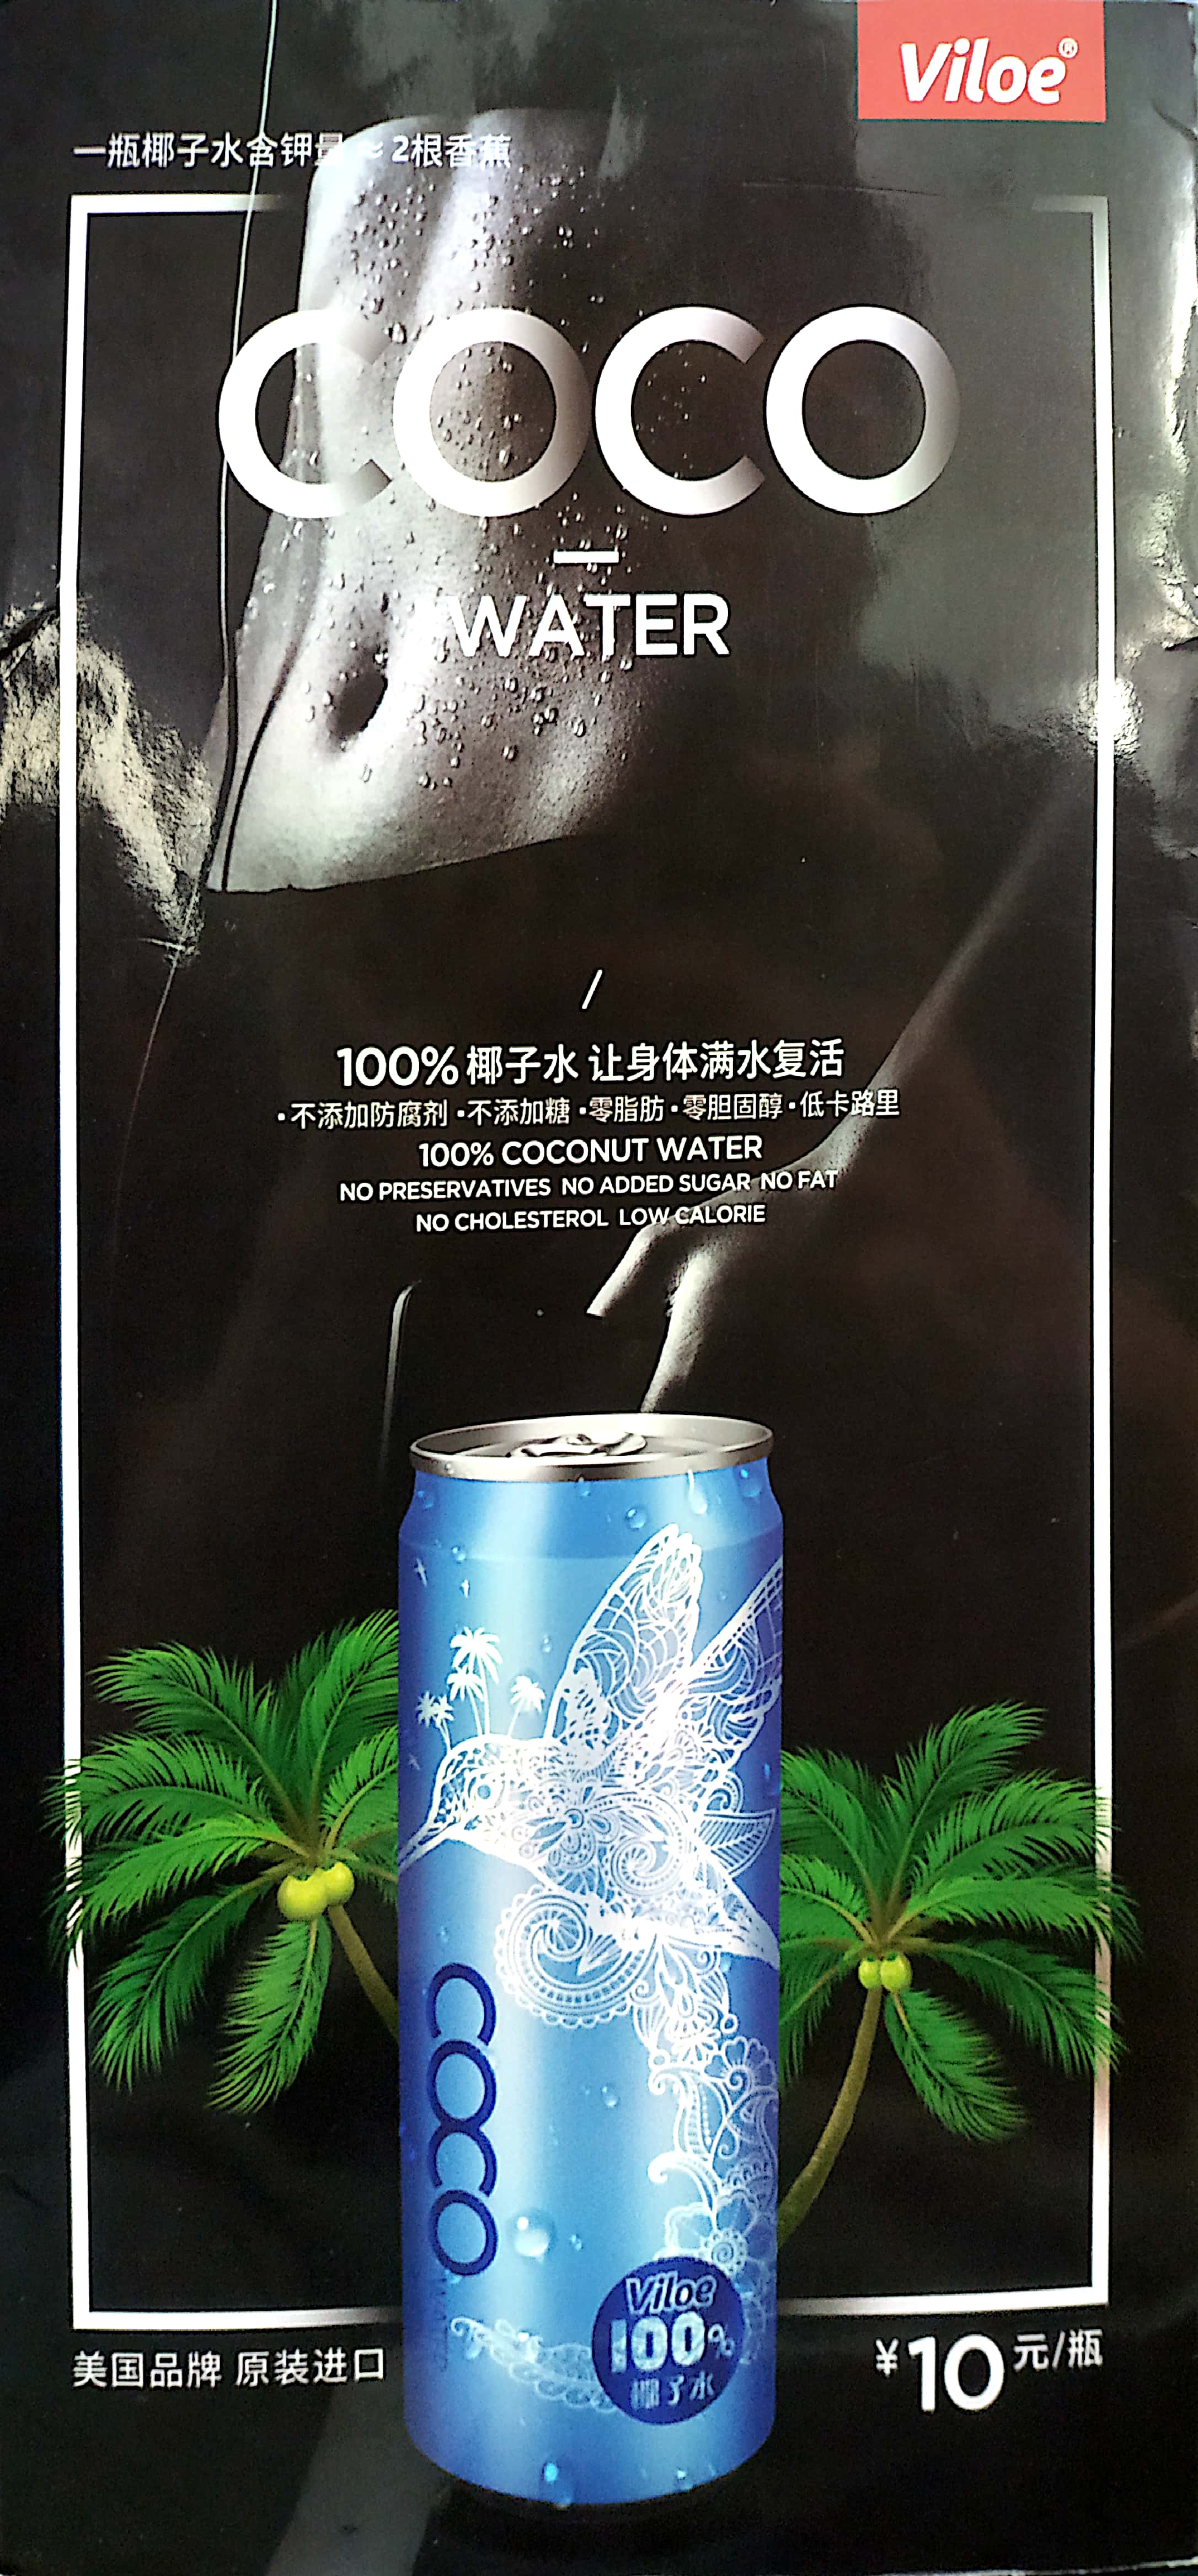 Viloe®
一瓶椰子水含钾量 ≈ 2根香蕉
COCO
WATER
/
100%椰子水 让身体满水复活
·不添加防腐剂 ·不添加糖 ·零脂肪 ·零胆固醇 ·低卡路里
100% COCONUT WATER
NO PRESERVATIVES NO ADDED SUGAR NO FAT
NO CHOLESTEROL LOW CALORIE
COCO
Viloe
100%
椰子水
美国品牌 原装进口
¥10元/瓶